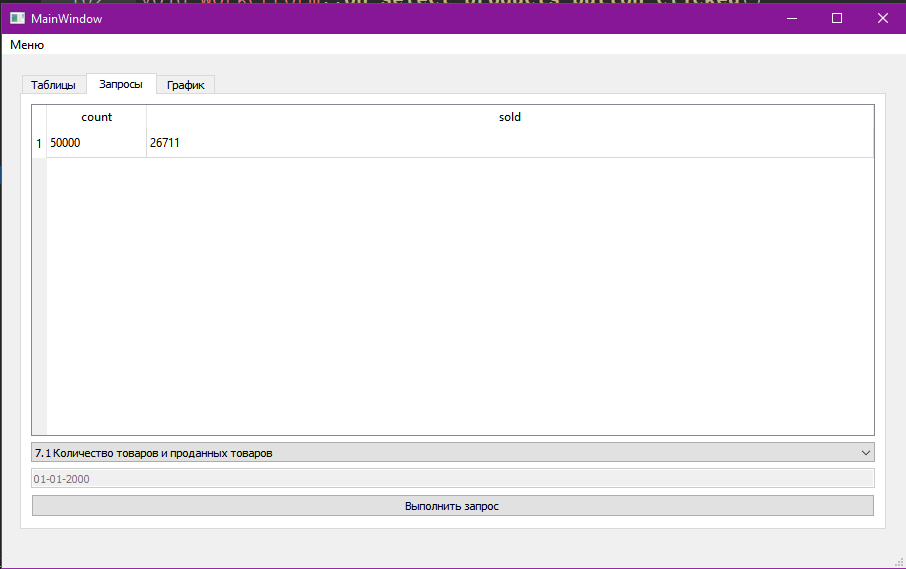 MainWindow
Меню
Таблицы Запросы График
count sold
1 50000 26711
7.1 Количество товаров и проданных товаров
01-01-2000
Выполнить запрос